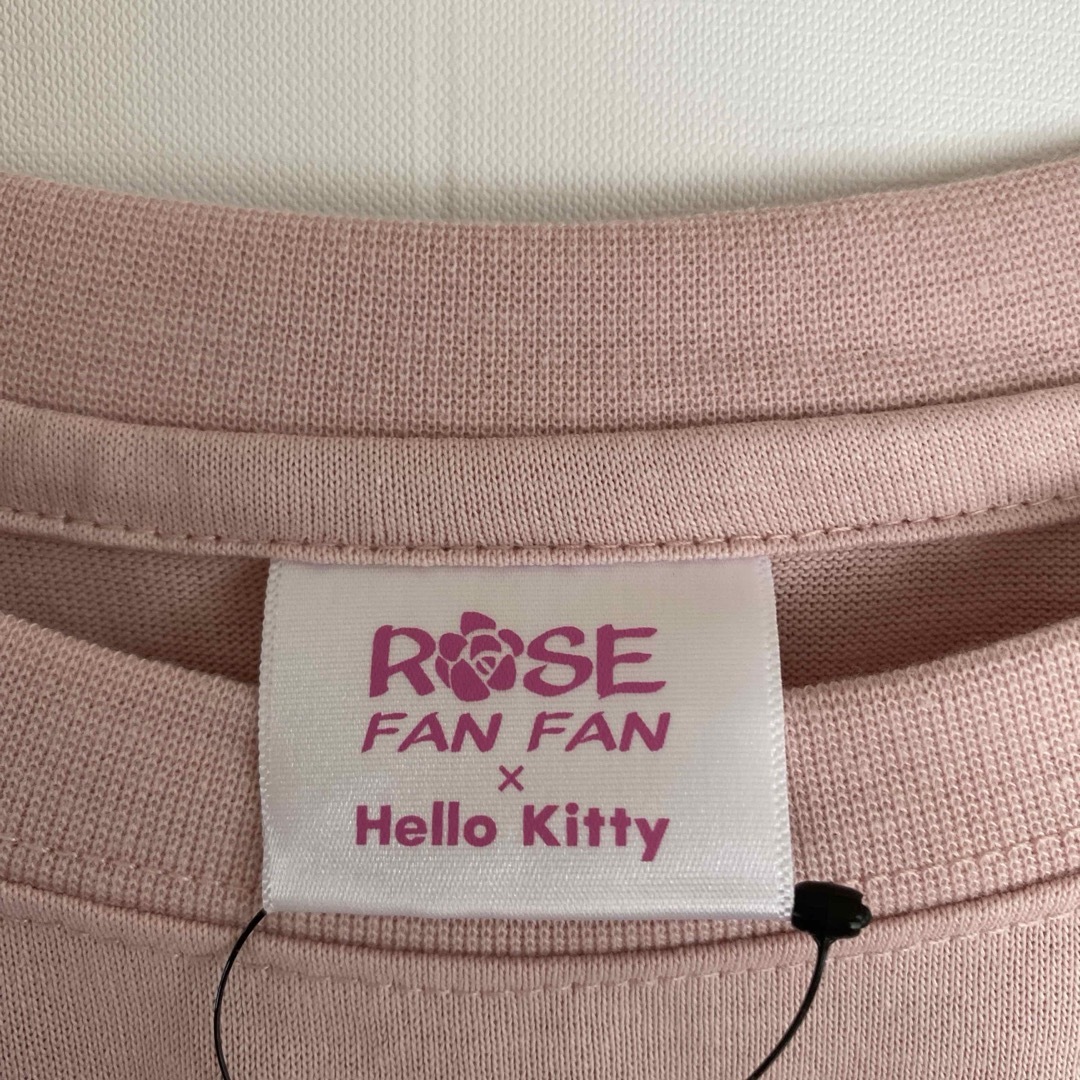 ROSE
FAN FAN
×
Hello Kitty